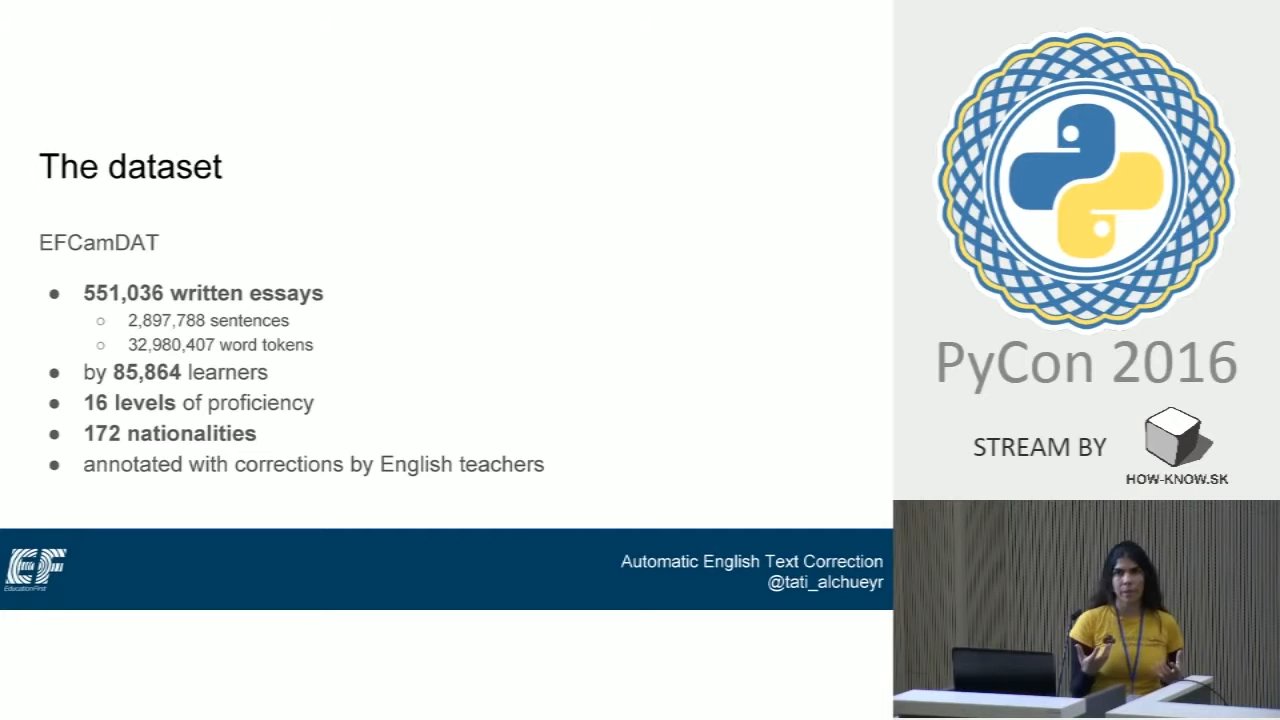 The dataset
EFCamDAT
● 551,036 written essays
○ 2,897,788 sentences
○ 32,980,407 word tokens
● by 85,864 learners
● 16 levels of proficiency
● 172 nationalities
● annotated with corrections by English teachers
EF
EducationFirst
Automatic English Text Correction
@tati_alchueyr
PyCon 2016
STREAM BY
HOW-KNOW.SK